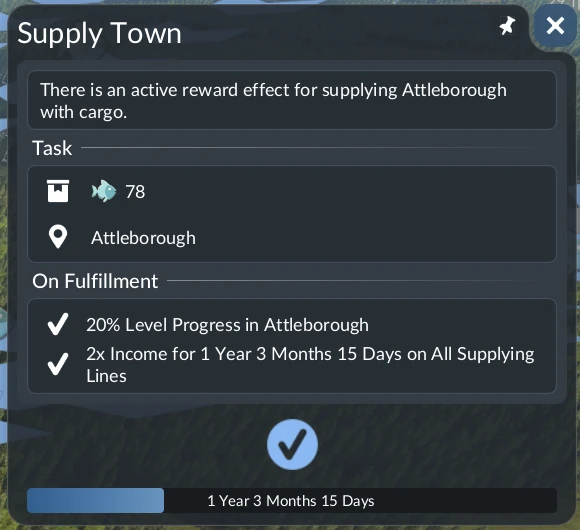 Supply Town
There is an active reward effect for supplying Attleborough
with cargo.
Task
78
Attleborough
On Fulfillment
20% Level Progress in Attleborough
2x Income for 1 Year 3 Months 15 Days on All Supplying
Lines
1 Year 3 Months 15 Days